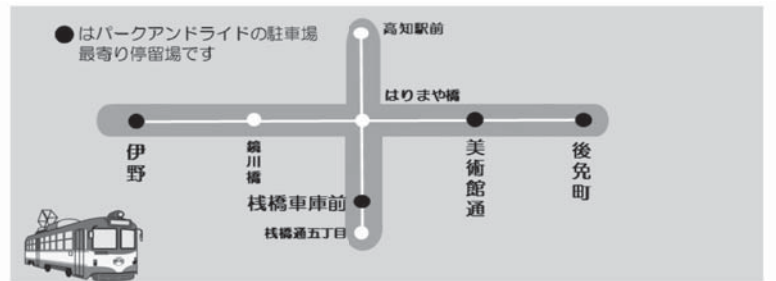 ●はパークアンドライドの駐車場
最寄り停留場です
高知駅前
はりまや橋
伊野
鏡川橋
美術館通
後免町
桟橋車庫前
桟橋通五丁目